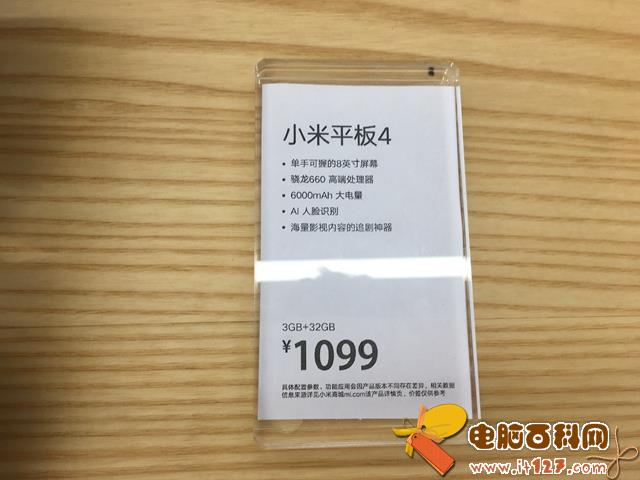 小米平板4
• 单手可握的8英寸屏幕
• 骁龙660 高端处理器
• 6000mAh 大电量
• Ai 人脸识别
• 海量影视内容的追剧神器
3GB+32GB
¥1099
具体配置参数，功能应用会因产品版本不同存在差异，相关数据
信息来源详见小米商城mi.com该产品详情页，价签仅供参考
电脑百科网
www.it127.com